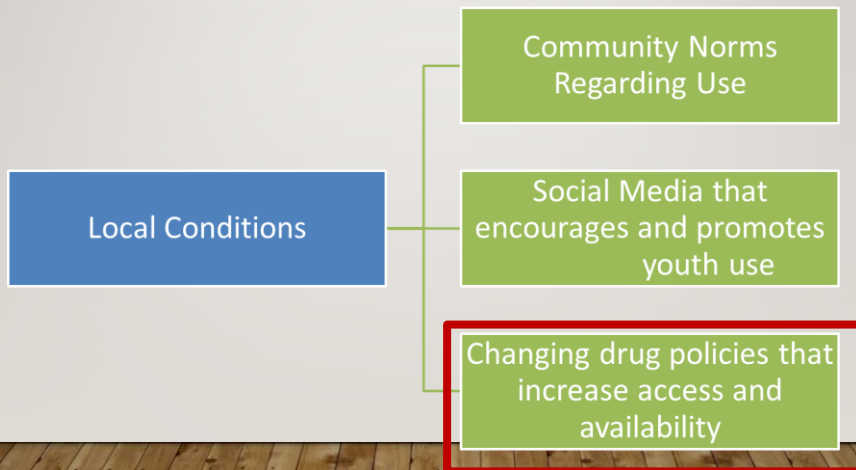 Community Norms
Regarding Use
Local Conditions
Social Media that
encourages and promotes
youth use
Changing drug policies that
increase access and
availability